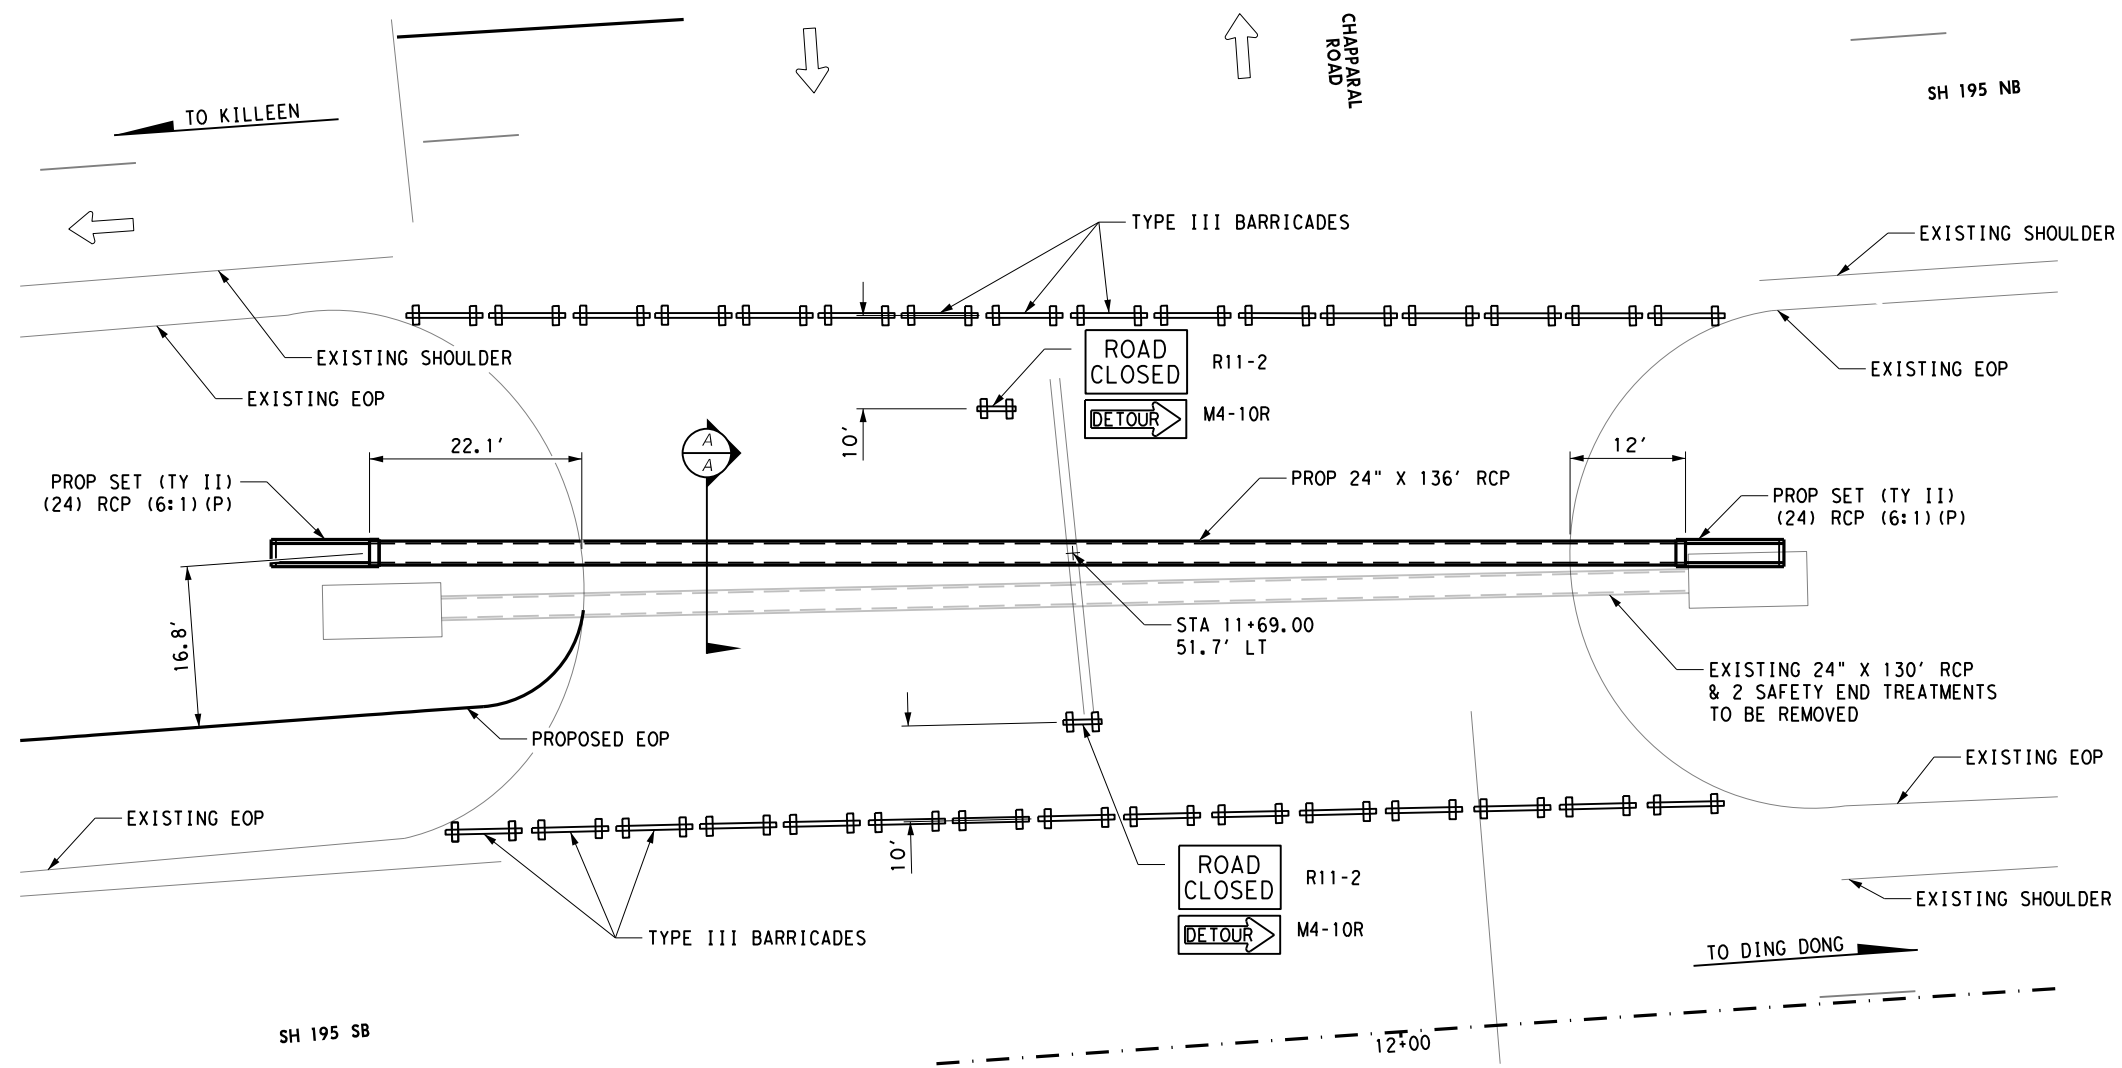 CHAPPARAL
ROAD
SH 195 NB
TO KILLEEN
TYPE III BARRICADES
EXISTING SHOULDER
EXISTING SHOULDER
EXISTING EOP
ROAD
CLOSED
R11-2
DETOUR
M4-10R
EXISTING EOP
10'
22.1'
A
A
12'
PROP SET (TY II)
(24) RCP (6:1)(P)
PROP 24" X 136' RCP
PROP SET (TY II)
(24) RCP (6:1)(P)
16.8'
STA 11+69.00
51.7' LT
EXISTING 24" X 130' RCP
& 2 SAFETY END TREATMENTS
TO BE REMOVED
PROPOSED EOP
EXISTING EOP
EXISTING EOP
10'
ROAD
CLOSED
R11-2
DETOUR
M4-10R
EXISTING SHOULDER
TYPE III BARRICADES
TO DING DONG
SH 195 SB
12+00